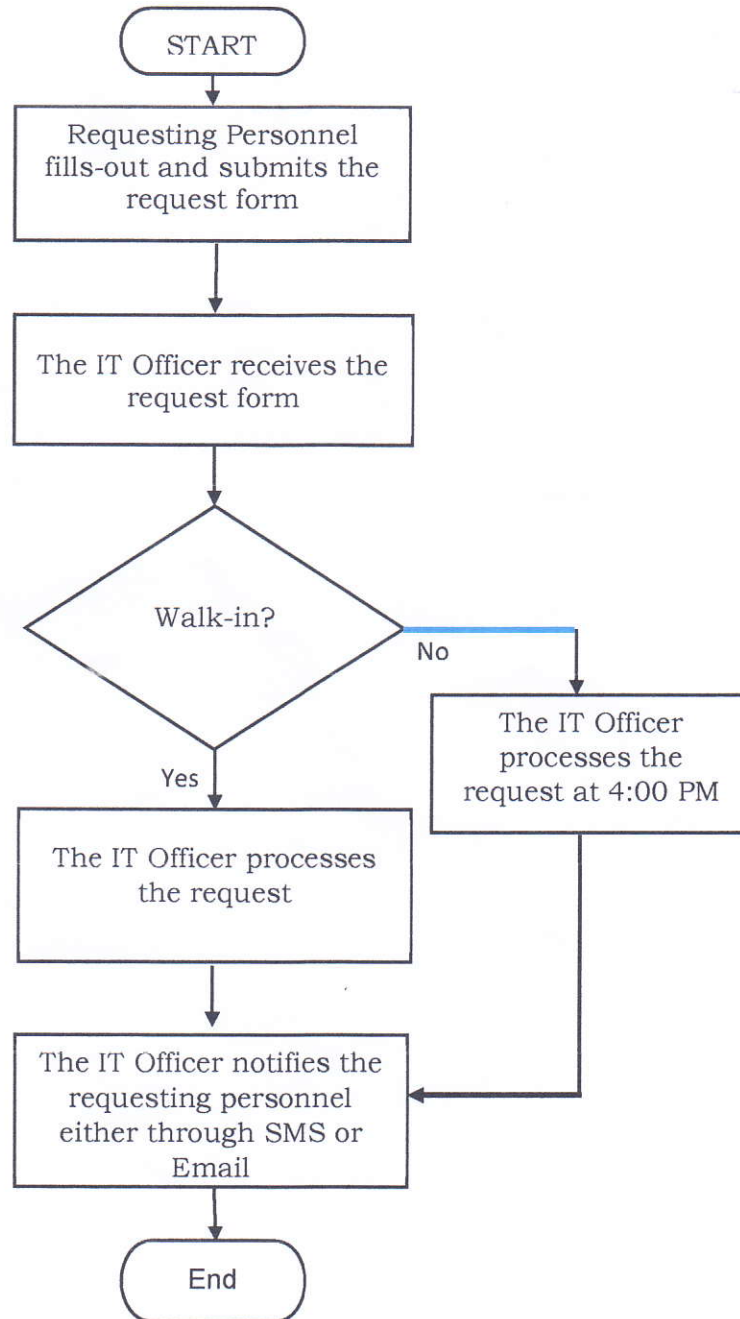 START
Requesting Personnel
fills-out and submits the
request form
The IT Officer receives the
request form
Walk-in?
No
The IT Officer
processes the
request at 4:00 PM
Yes
The IT Officer processes
the request
The IT Officer notifies the
requesting personnel
either through SMS or
Email
End